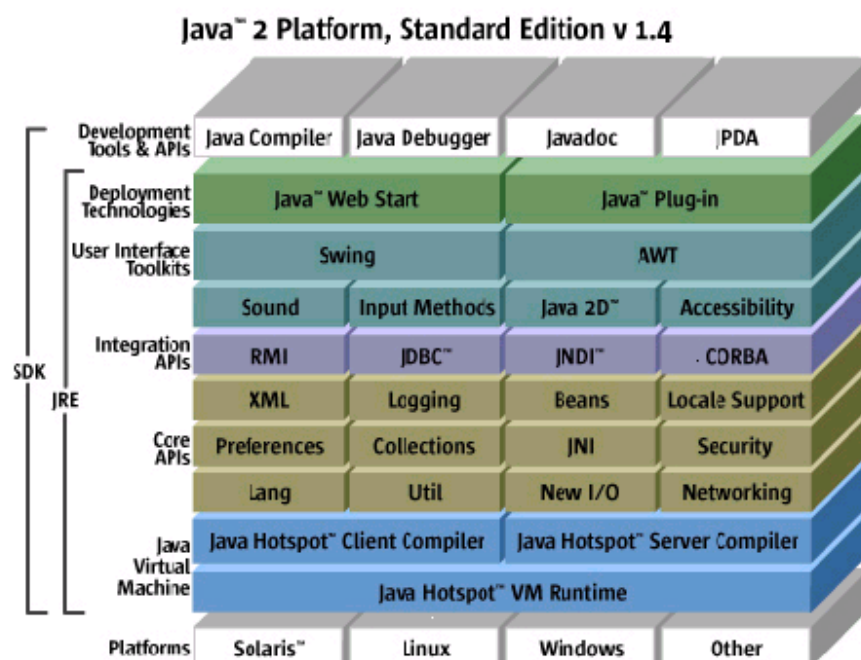 Java™ 2 Platform, Standard Edition v 1.4
Development
Tools & APIs
Java Compiler Java Debugger Javadoc JPDA
Deployment
Technologies
Java™ Web Start Java™ Plug-in
User Interface
Toolkits
Swing AWT
Sound Input Methods Java 2D™ Accessibility
Integration
APIs
RMI JDBC™ JNDI™ CORBA
SDK
JRE
XML Logging Beans Locale Support
Core
APIs
Preferences Collections JNI Security
Lang Util New I/O Networking
Java
Virtual
Machine
Java Hotspot™ Client Compiler Java Hotspot™ Server Compiler
Java Hotspot™ VM Runtime
Platforms Solaris™ Linux Windows Other